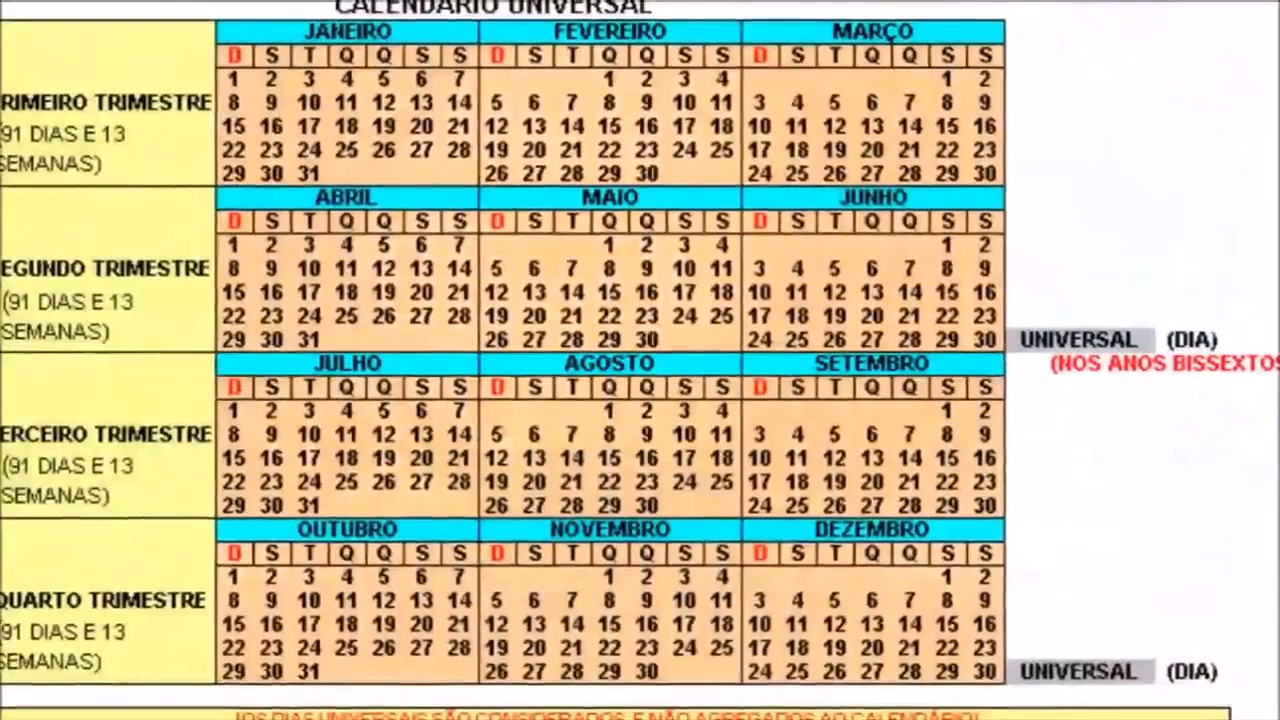 CALENDÁRIO UNIVERSAL
JANEIRO FEVEREIRO MARÇO
D S T Q Q S S D S T Q Q S S D S T Q Q S S
1 2 3 4 5 6 7 1 2 3 4 1 2
RIMEIRO TRIMESTRE 8 9 10 11 12 13 14 5 6 7 8 9 10 11 3 4 5 6 7 8 9
(91 DIAS E 13 15 16 17 18 19 20 21 12 13 14 15 16 17 18 10 11 12 13 14 15 16
SEMANAS) 22 23 24 25 26 27 28 19 20 21 22 23 24 25 17 18 19 20 21 22 23
29 30 31 26 27 28 29 30 24 25 26 27 28 29 30
ABRIL MAIO JUNHO
D S T Q Q S S D S T Q Q S S D S T Q Q S S
1 2 3 4 5 6 7 1 2 3 4 1 2
EGUNDO TRIMESTRE 8 9 10 11 12 13 14 5 6 7 8 9 10 11 3 4 5 6 7 8 9
(91 DIAS E 13 15 16 17 18 19 20 21 12 13 14 15 16 17 18 10 11 12 13 14 15 16
SEMANAS) 22 23 24 25 26 27 28 19 20 21 22 23 24 25 17 18 19 20 21 22 23
29 30 31 26 27 28 29 30 24 25 26 27 28 29 30 UNIVERSAL (DIA)
JULHO AGOSTO SETEMBRO (NOS ANOS BISSEXTOS
D S T Q Q S S D S T Q Q S S D S T Q Q S S
1 2 3 4 5 6 7 1 2 3 4 1 2
ERCEIRO TRIMESTRE 8 9 10 11 12 13 14 5 6 7 8 9 10 11 3 4 5 6 7 8 9
(91 DIAS E 13 15 16 17 18 19 20 21 12 13 14 15 16 17 18 10 11 12 13 14 15 16
SEMANAS) 22 23 24 25 26 27 28 19 20 21 22 23 24 25 17 18 19 20 21 22 23
29 30 31 26 27 28 29 30 24 25 26 27 28 29 30
OUTUBRO NOVEMBRO DEZEMBRO
D S T Q Q S S D S T Q Q S S D S T Q Q S S
1 2 3 4 5 6 7 1 2 3 4 1 2
QUARTO TRIMESTRE 8 9 10 11 12 13 14 5 6 7 8 9 10 11 3 4 5 6 7 8 9
(91 DIAS E 13 15 16 17 18 19 20 21 12 13 14 15 16 17 18 10 11 12 13 14 15 16
SEMANAS) 22 23 24 25 26 27 28 19 20 21 22 23 24 25 17 18 19 20 21 22 23
29 30 31 26 27 28 29 30 24 25 26 27 28 29 30 UNIVERSAL (DIA)
(OS DIAS UNIVERSAIS SÃO CONSIDERADOS E NÃO AGREGADOS AO CALENDÁRIO)